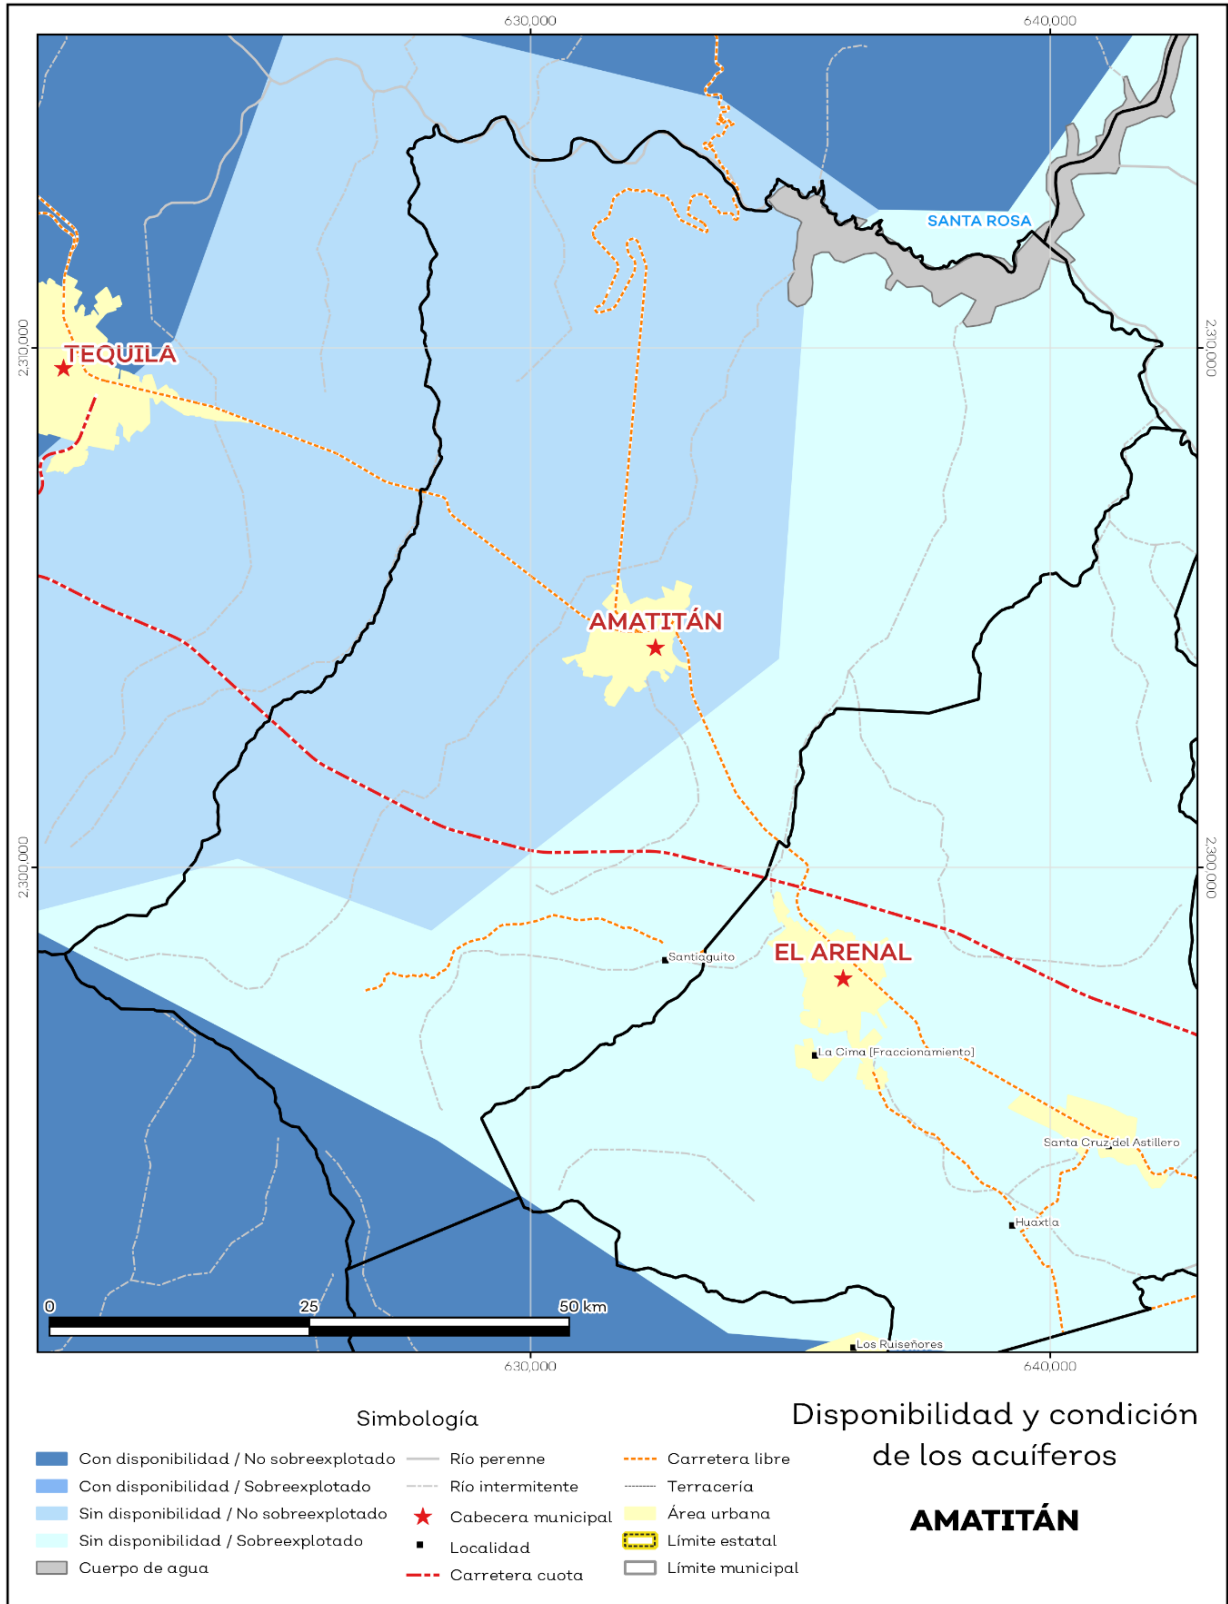 630,000
640,000
SANTA ROSA
2,310,000
2,310,000
TEQUILA
AMATITÁN
2,300,000
2,300,000
Santiaguito
EL ARENAL
La Cima [Fraccionamiento]
Santa Cruz del Astillero
Huaxtla
0
25
50 km
Los Ruiseñores
630,000
640,000
Simbología
Con disponibilidad / No sobreexplotado
Con disponibilidad / Sobreexplotado
Sin disponibilidad / No sobreexplotado
Sin disponibilidad / Sobreexplotado
Cuerpo de agua
Río perenne
Río intermitente
Cabecera municipal
Localidad
Carretera cuota
Carretera libre
Terracería
Área urbana
Límite estatal
Límite municipal
Disponibilidad y condición
de los acuíferos
AMATITÁN